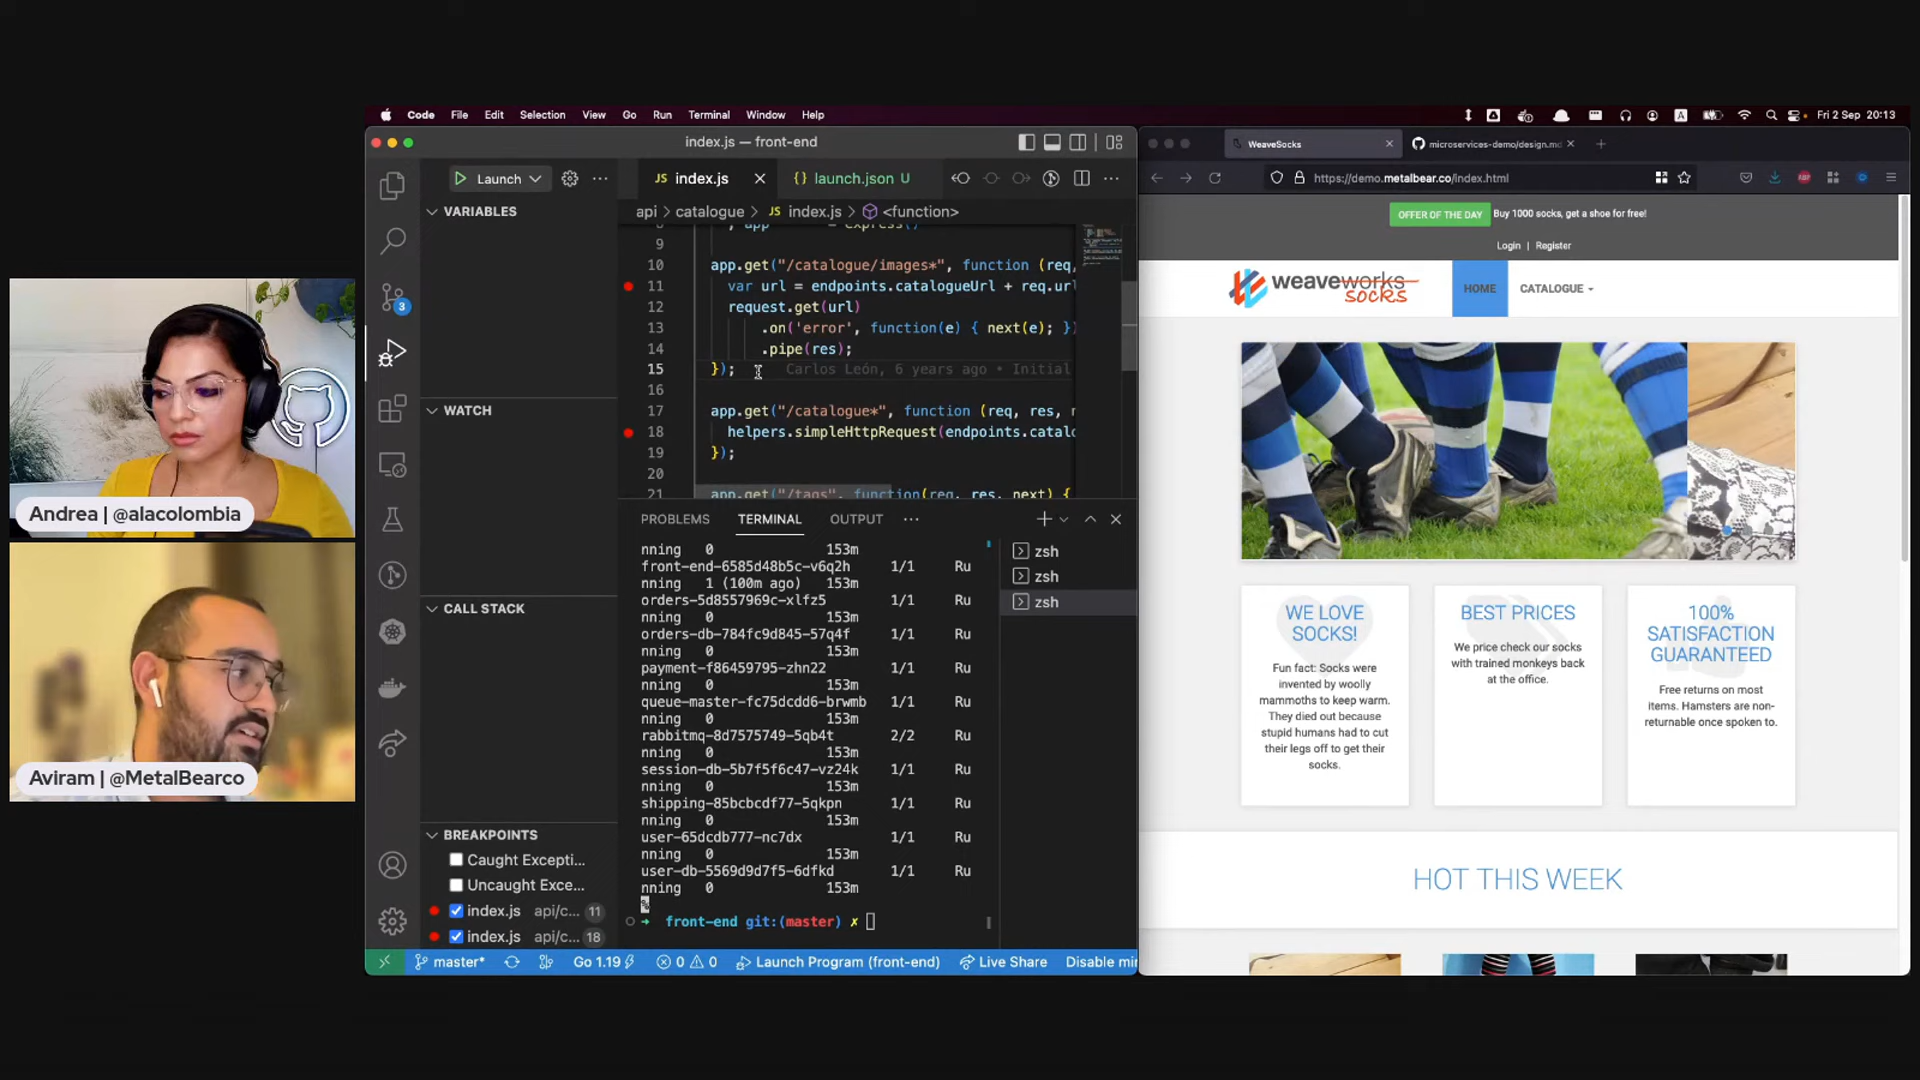 Code File Edit Selection View Go Run Terminal Window Help
Fri 2 Sep 20:13
index.js — front-end
Launch
VARIABLES
WATCH
CALL STACK
BREAKPOINTS
Caught Excepti...
Uncaught Exce...
index.js api/c... 11
index.js api/c... 18
JS index.js
{} launch.json U
api > catalogue > JS index.js > <function>
8 , app = express()
9
10 app.get("/catalogue/images*", function (req,
11 var url = endpoints.catalogueUrl + req.url
12 request.get(url)
13 .on('error', function(e) { next(e); })
14 .pipe(res);
15 }); Carlos León, 6 years ago • Initial
16
17 app.get("/catalogue*", function (req, res, n
18 helpers.simpleHttpRequest(endpoints.catalo
19 });
20
21 app.get("/tags", function(req, res, next) {
PROBLEMS TERMINAL OUTPUT ...
nning 0 153m
front-end-6585d48b5c-v6q2h 1/1 Ru
nning 1 (100m ago) 153m
orders-5d8557969c-xlfz5 1/1 Ru
nning 0 153m
orders-db-784fc9d845-57q4f 1/1 Ru
nning 0 153m
payment-f86459795-zhn22 1/1 Ru
nning 0 153m
queue-master-fc75dcdd6-brwmb 1/1 Ru
nning 0 153m
rabbitmq-8d7575749-5qb4t 2/2 Ru
nning 0 153m
session-db-5b7f5f6c47-vz24k 1/1 Ru
nning 0 153m
shipping-85bcbcdf77-5qkpn 1/1 Ru
nning 0 153m
user-65dcdb777-nc7dx 1/1 Ru
nning 0 153m
user-db-5569d9d7f5-6dfkd 1/1 Ru
nning 0 153m
%
→ front-end git:(master) ✗
zsh
zsh
zsh
3
master* Go 1.19 0 0 Launch Program (front-end) Live Share Disable mir
WeaveSocks
microservices-demo/design.md
https://demo.metalbear.co/index.html
OFFER OF THE DAY Buy 1000 socks, get a shoe for free!
Login | Register
weaveworks
socks
HOME CATALOGUE
WE LOVE
SOCKS!
Fun fact: Socks were
invented by woolly
mammoths to keep warm.
They died out because
stupid humans had to cut
their legs off to get their
socks.
BEST PRICES
We price check our socks
with trained monkeys back
at the office.
100%
SATISFACTION
GUARANTEED
Free returns on most
items. Hamsters are non-
returnable once spoken to.
HOT THIS WEEK
Andrea | @alacolombia
Aviram | @MetalBearco